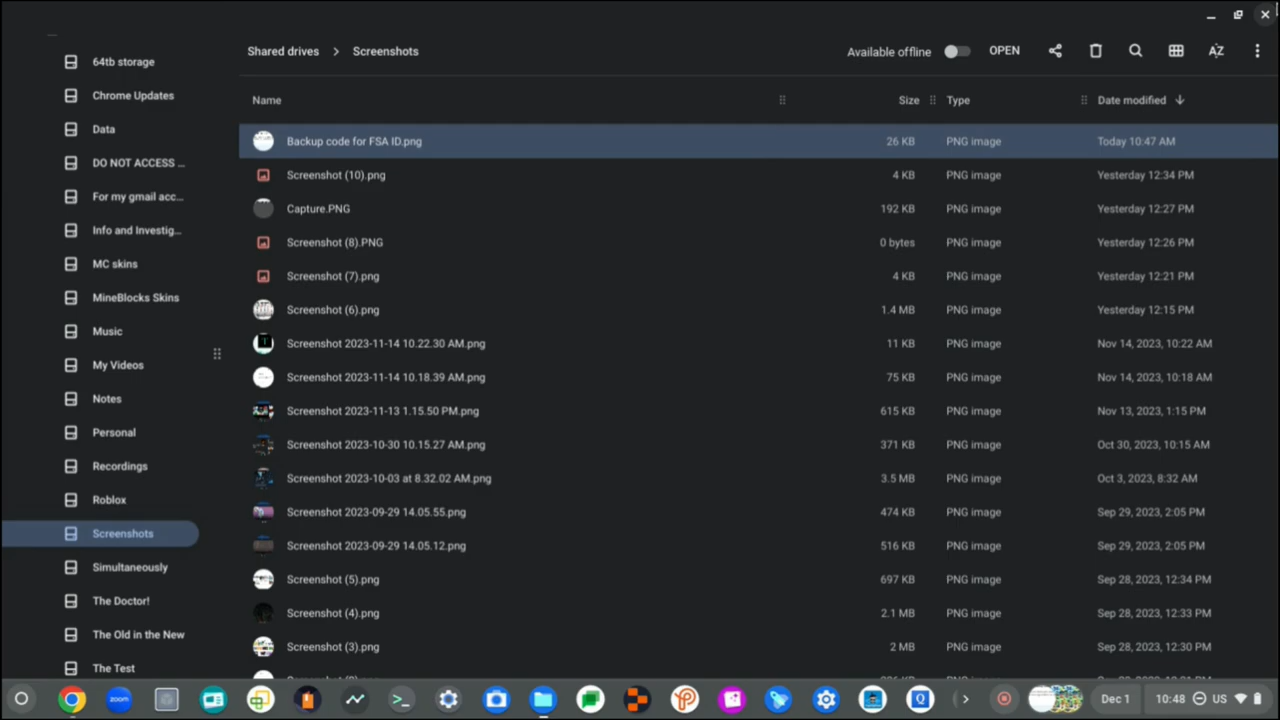 Shared drives > Screenshots
Available offline
OPEN
Name
Size
Type
Date modified
64tb storage
Chrome Updates
Data
DO NOT ACCESS ...
For my gmail acc...
Info and Investig...
MC skins
MineBlocks Skins
Music
My Videos
Notes
Personal
Recordings
Roblox
Screenshots
Simultaneously
The Doctor!
The Old in the New
The Test
Backup code for FSA ID.png 26 KB PNG image Today 10:47 AM
Screenshot (10).png 4 KB PNG image Yesterday 12:34 PM
Capture.PNG 192 KB PNG image Yesterday 12:27 PM
Screenshot (8).PNG 0 bytes PNG image Yesterday 12:26 PM
Screenshot (7).png 4 KB PNG image Yesterday 12:21 PM
Screenshot (6).png 1.4 MB PNG image Yesterday 12:15 PM
Screenshot 2023-11-14 10.22.30 AM.png 11 KB PNG image Nov 14, 2023, 10:22 AM
Screenshot 2023-11-14 10.18.39 AM.png 75 KB PNG image Nov 14, 2023, 10:18 AM
Screenshot 2023-11-13 1.15.50 PM.png 615 KB PNG image Nov 13, 2023, 1:15 PM
Screenshot 2023-10-30 10.15.27 AM.png 371 KB PNG image Oct 30, 2023, 10:15 AM
Screenshot 2023-10-03 at 8.32.02 AM.png 3.5 MB PNG image Oct 3, 2023, 8:32 AM
Screenshot 2023-09-29 14.05.55.png 474 KB PNG image Sep 29, 2023, 2:05 PM
Screenshot 2023-09-29 14.05.12.png 516 KB PNG image Sep 29, 2023, 2:05 PM
Screenshot (5).png 697 KB PNG image Sep 28, 2023, 12:34 PM
Screenshot (4).png 2.1 MB PNG image Sep 28, 2023, 12:33 PM
Screenshot (3).png 2 MB PNG image Sep 28, 2023, 12:30 PM
zoom
Dec 1
10:48
US